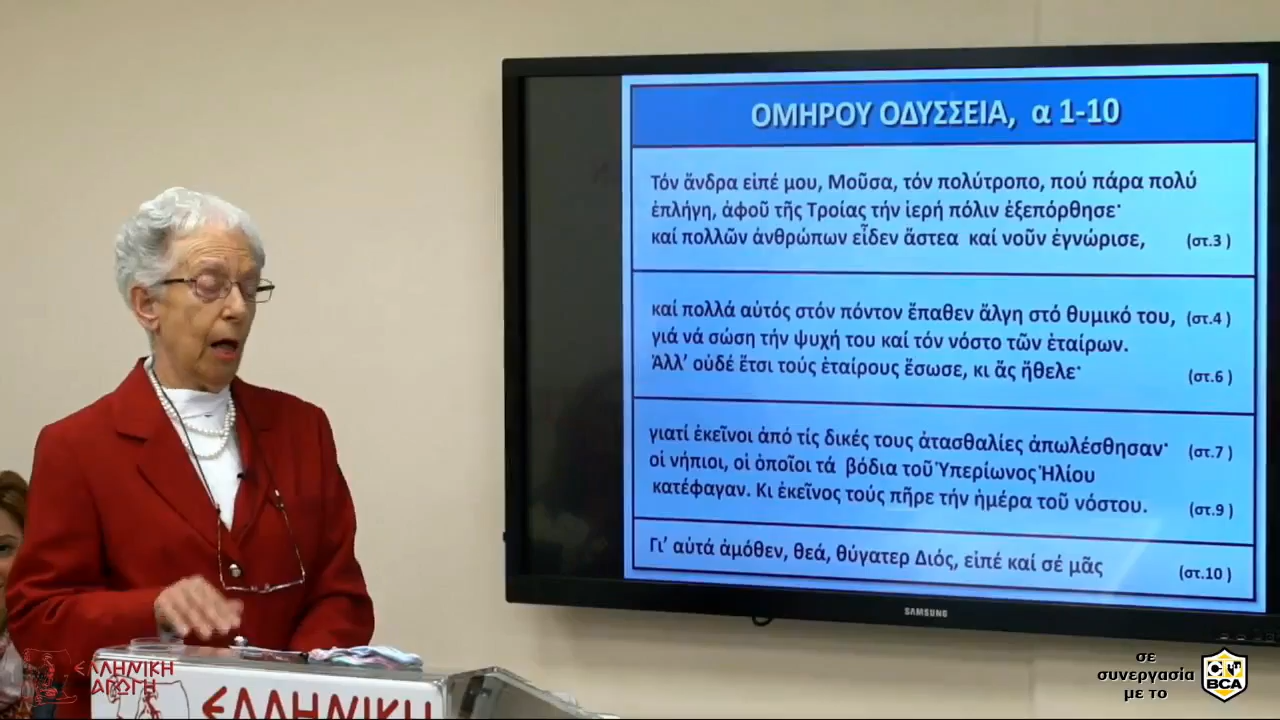 ΟΜΗΡΟΥ ΟΔΥΣΣΕΙΑ, α 1-10
Τόν ἄνδρα εἰπέ μου, Μοῦσα, τόν πολύτροπο, πού πάρα πολύ
ἐπλήγη, ἀφοῦ τῆς Τροίας τήν ἱερή πόλιν ἐξεπόρθησε·
καί πολλῶν ἀνθρώπων εἶδεν ἄστεα καί νοῦν ἐγνώρισε, (στ.3 )
καί πολλά αὐτός στόν πόντον ἔπαθεν ἄλγη στό θυμικό του, (στ.4 )
γιά νά σώση τήν ψυχή του καί τόν νόστο τῶν ἑταίρων.
Ἀλλ’ οὐδέ ἔτσι τούς ἑταίρους ἔσωσε, κι ἄς ἤθελε· (στ.6 )
γιατί ἐκεῖνοι ἀπό τίς δικές τους ἀτασθαλίες ἀπωλέσθησαν· (στ.7 )
οἱ νήπιοι, οἱ ὁποῖοι τά βόδια τοῦ Ὑπερίωνος Ἡλίου
κατέφαγαν. Κι ἐκεῖνος τούς πῆρε τήν ἡμέρα τοῦ νόστου. (στ.9 )
Γι’ αὐτά ἀμόθεν, θεά, θύγατερ Διός, εἰπέ καί σέ μᾶς (στ.10 )
SAMSUNG
ΕΛΛΗΝΙΚΗ
ΑΓΩΓΗ
ΕΛΛΗΝΙΚΗ
σε
συνεργασία
με το
BCA